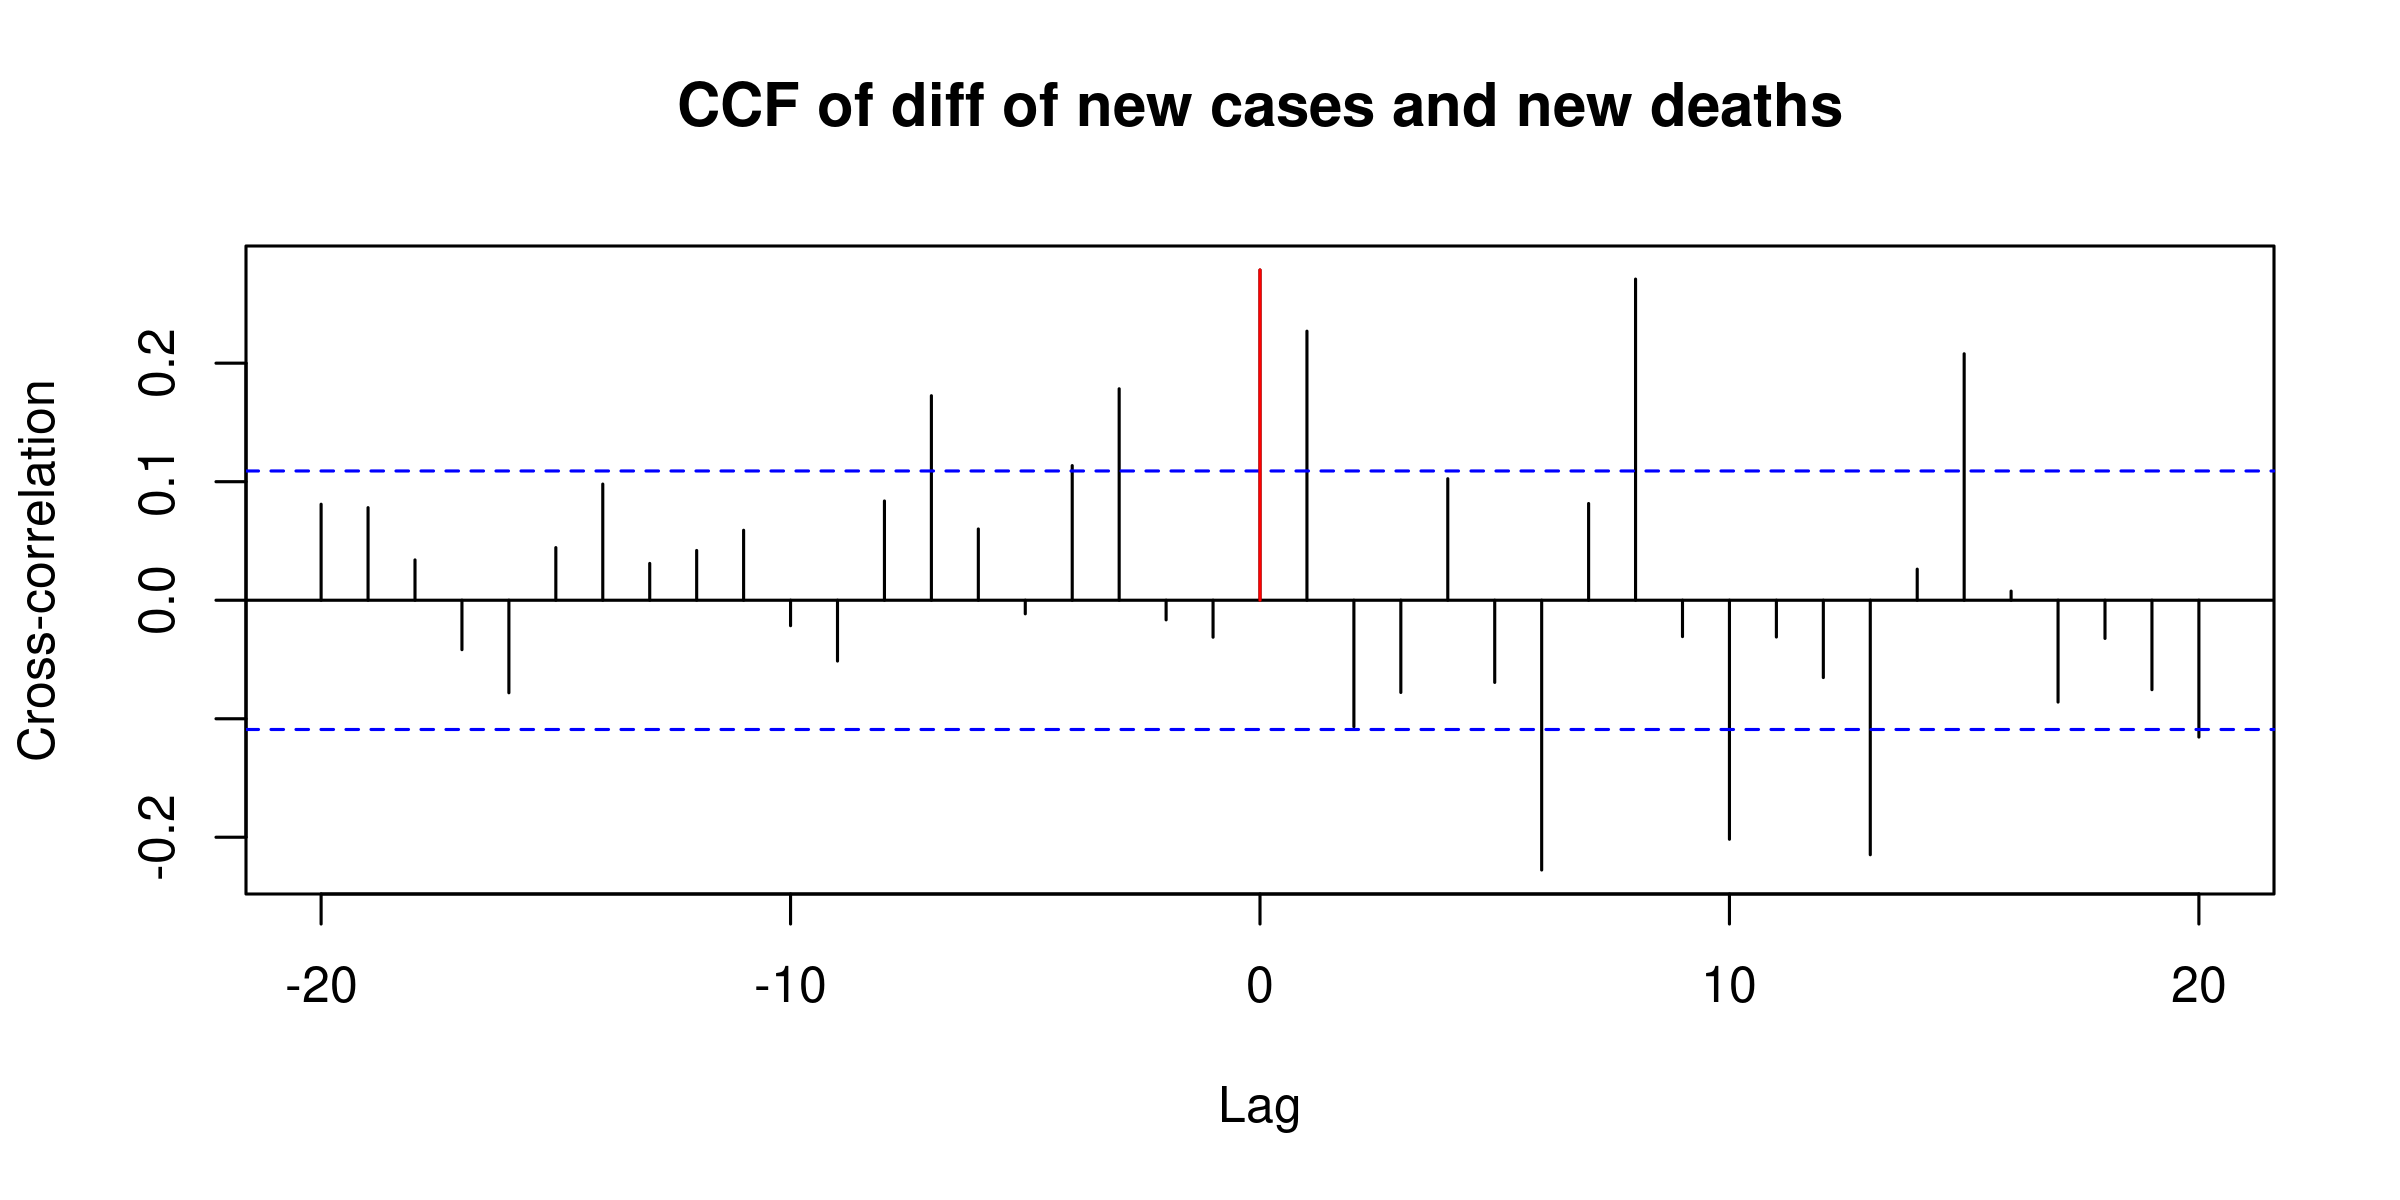 CCF of diff of new cases and new deaths
Cross-correlation
0.2
0.1
0.0
-0.2
-20 -10 0 10 20
Lag